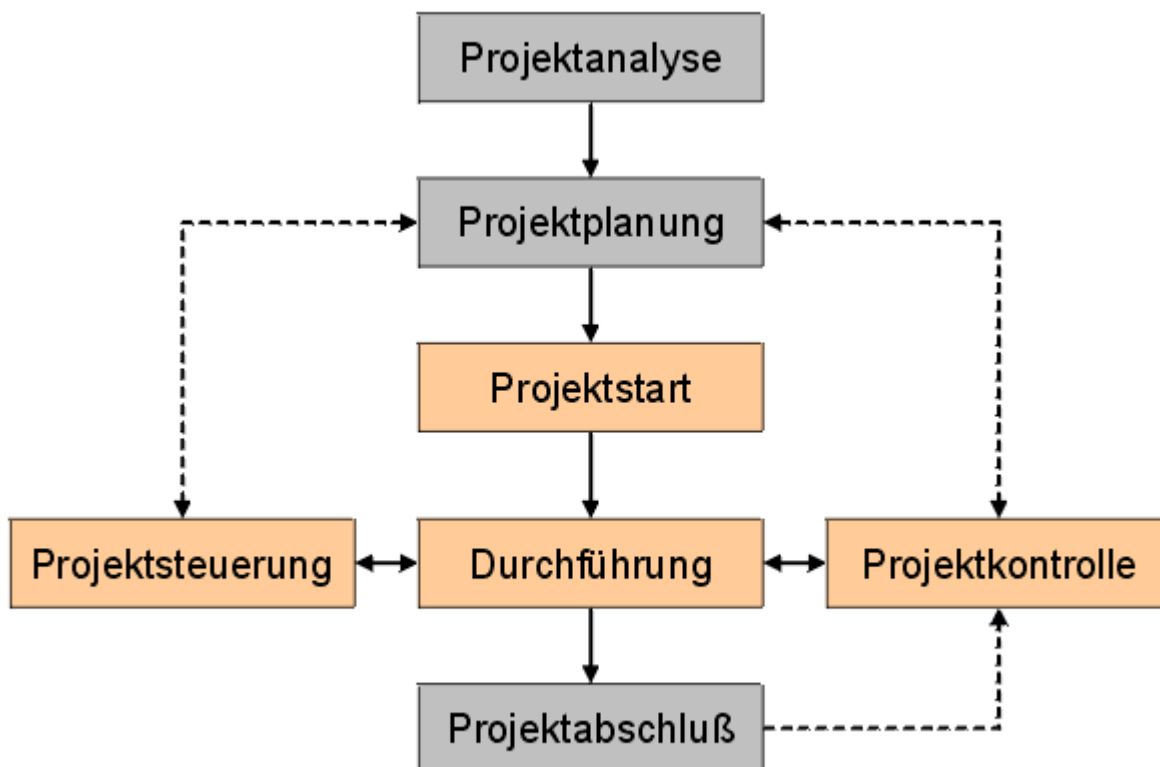 Projektanalyse
Projektplanung
Projektstart
Projektsteuerung
Durchführung
Projektkontrolle
Projektabschluß